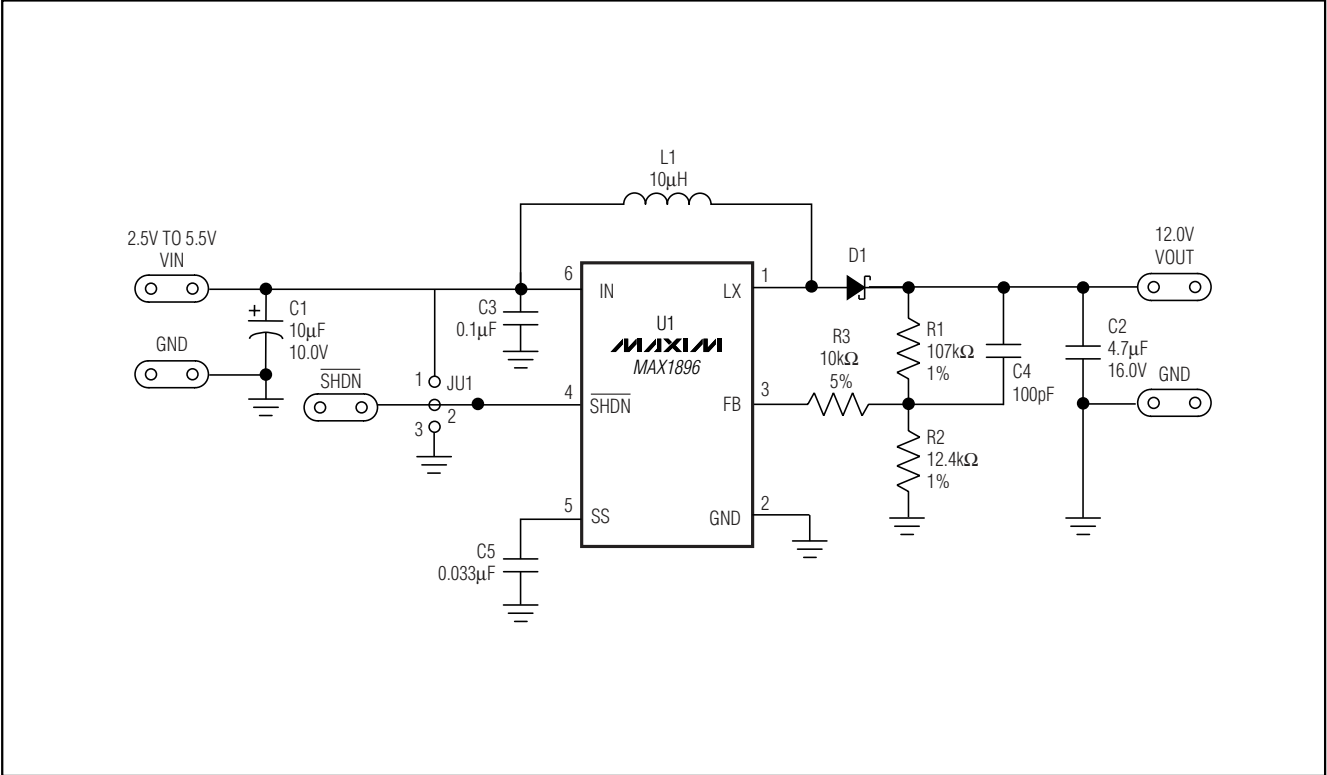 L1
10µH
2.5V TO 5.5V
VIN
12.0V
VOUT
D1
6
IN
1
LX
C1
+
10µF
10.0V
C3
0.1µF
U1
MAXIM
MAX1896
R3
10kΩ
5%
R1
107kΩ
1%
C4
100pF
C2
4.7µF
16.0V
GND
GND
SHDN
1
JU1
2
3
4
SHDN
3
FB
R2
12.4kΩ
1%
5
SS
2
GND
C5
0.033µF